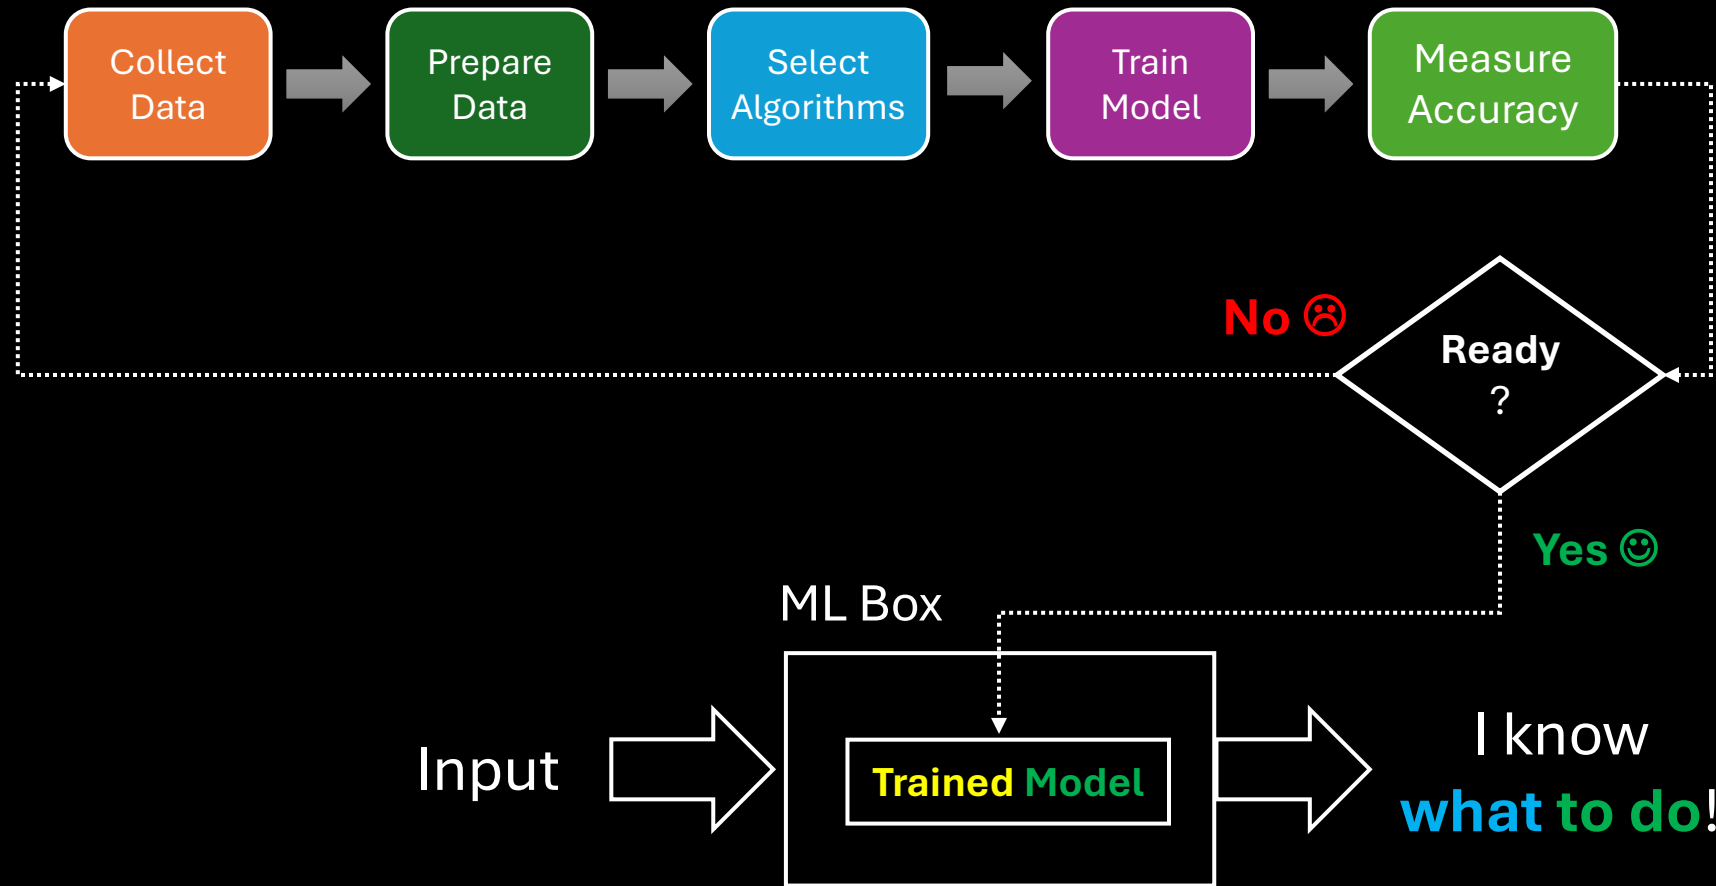 Collect
Data
Prepare
Data
Select
Algorithms
Train
Model
Measure
Accuracy
No ☹
Ready
?
Yes ☺
ML Box
Input
Trained Model
I know
what to do!